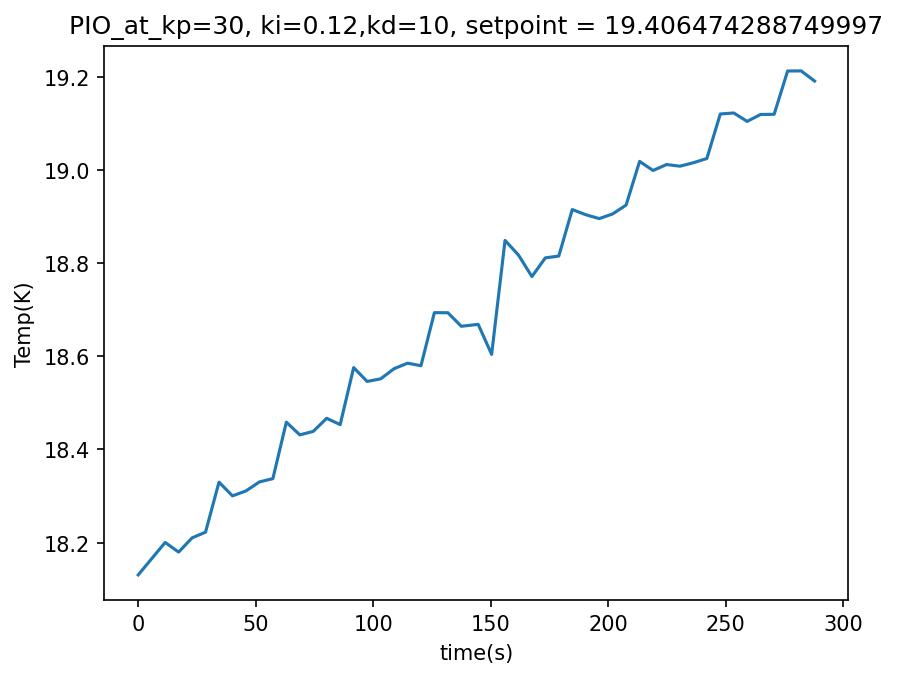 PIO_at_kp=30, ki=0.12,kd=10, setpoint = 19.406474288749997
19.2
19.0
18.8
18.6
18.4
18.2
Temp(K)
0 50 100 150 200 250 300
time(s)